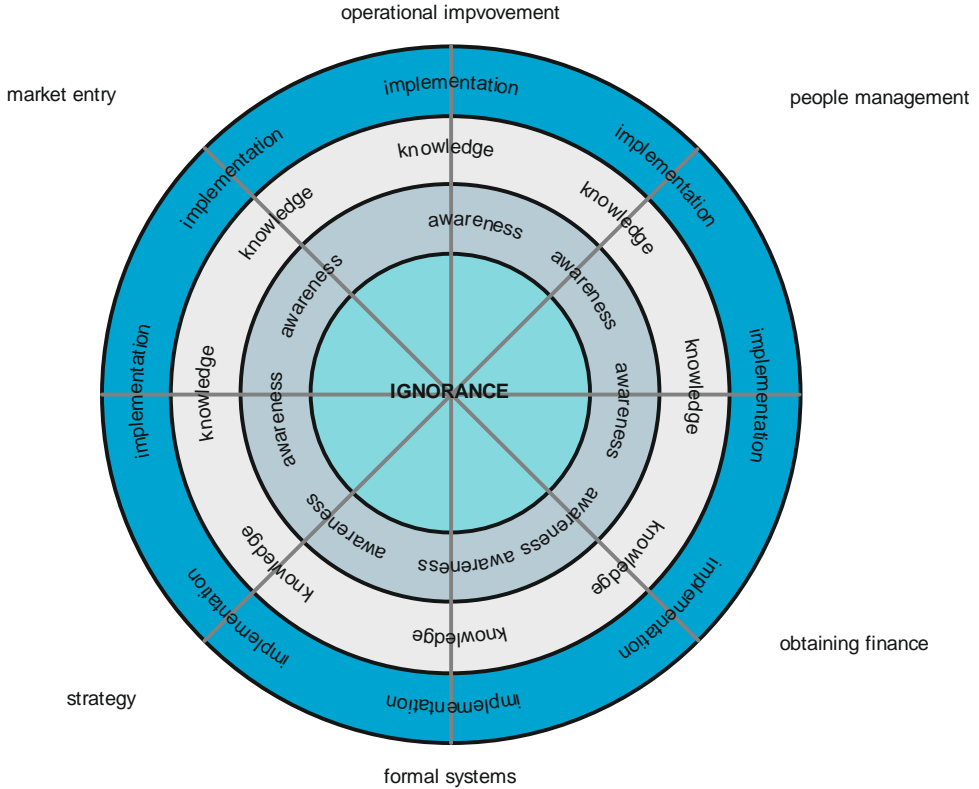 operational impvovement
market entry
people management
implementation
implementation
implementation
knowledge
knowledge
knowledge
awareness
awareness
awareness
implementation
knowledge
awareness
IGNORANCE
awareness
knowledge
implementation
awareness
awareness
awareness
knowledge
knowledge
knowledge
implementation
implementation
implementation
obtaining finance
strategy
formal systems